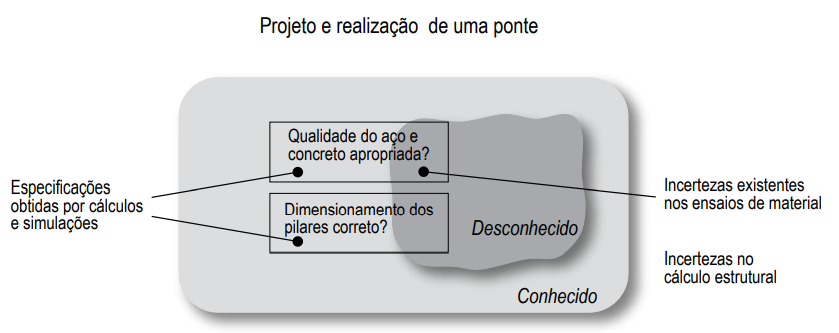 Projeto e realização de uma ponte
Qualidade do aço e
concreto apropriada?
Especificações
obtidas por cálculos
e simulações
Dimensionamento dos
pilares correto?
Desconhecido
Conhecido
Incertezas existentes
nos ensaios de material
Incertezas no
cálculo estrutural